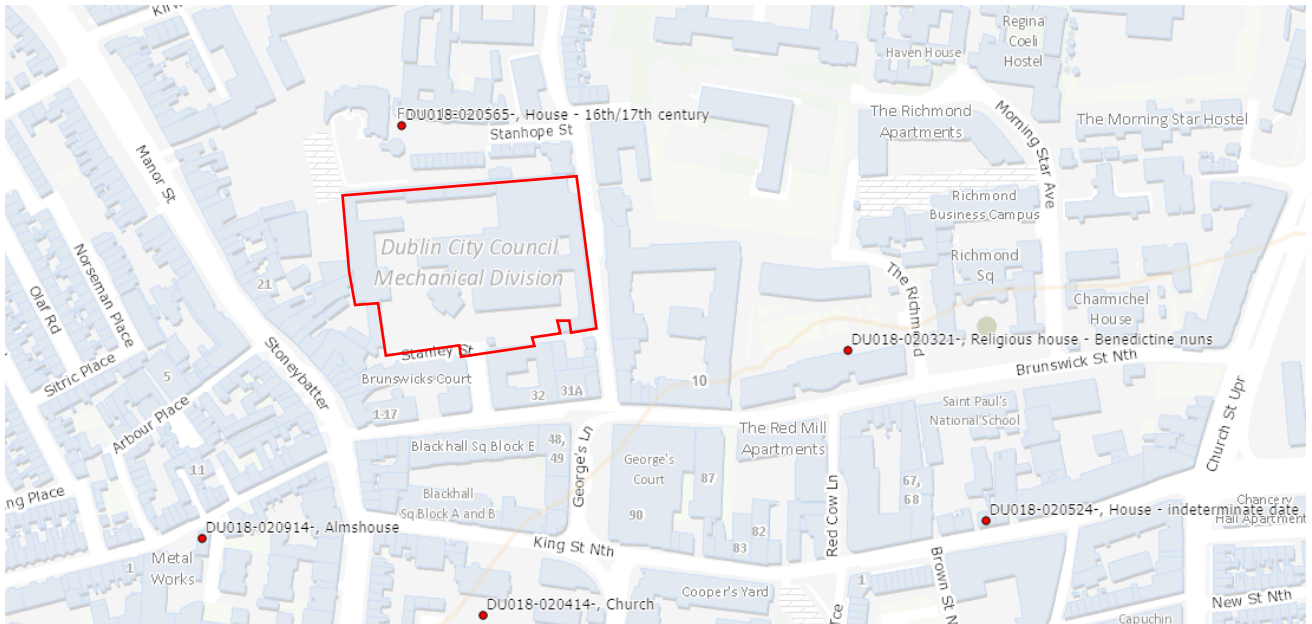 Regina
Coeli
Hostel
Haven House
DU018-020565-, House - 16th/17th century
Stanhope St
The Richmond
Apartments
Morning Star Ave
The Morning Star Hostel
Manor St
Dublin City Council
Mechanical Division
Richmond
Business Campus
Richmond
Sq
Norseman Place
Olaf Rd
21
The Richmond
Charmichel
House
Stoneybatter
Stanley St
DU018-020321-, Religious house - Benedictine nuns
Sitric Place
5
Brunswicks Court
32
31A
10
Brunswick St Nth
Arbour Place
1-17
Saint Paul's
National School
Church St Upr
Blackhall Sq Block E
48,
49
The Red Mill
Apartments
11
George's Ln
George's
Court
87
67,
68
Blackhall
Sq Block A and B
90
Red Cow Ln
Chancery
Hall Apartment
DU018-020914-, Almshouse
DU018-020524-, House - indeterminate date
King St Nth
82
83
Metal
Works
1
Brown St N
1
Cooper's Yard
DU018-020414-, Church
New St Nth
Capuchin